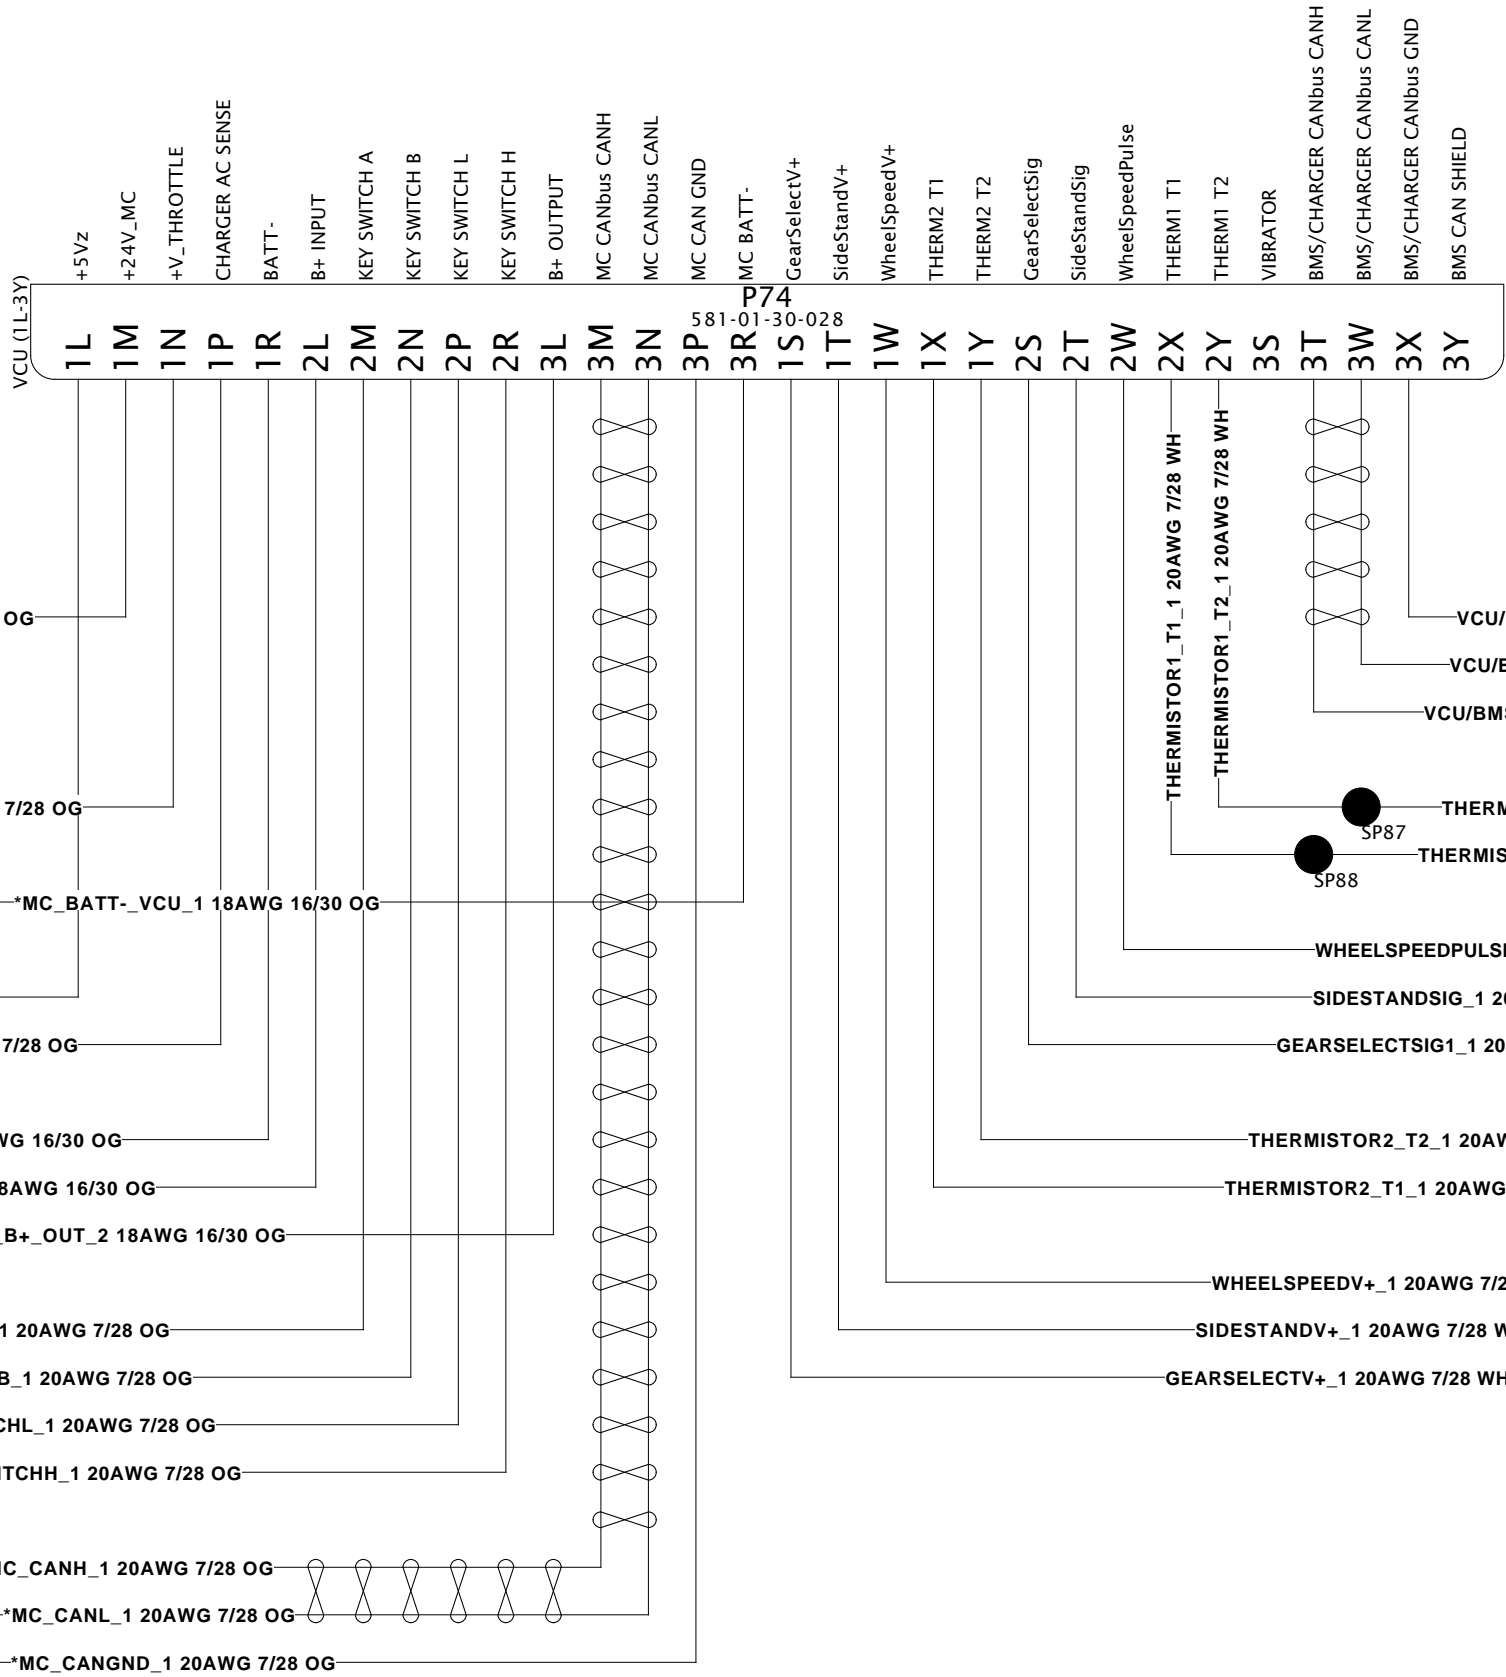 +5Vz
+24V_MC
+V_THROTTLE
CHARGER AC SENSE
BATT-
B+ INPUT
KEY SWITCH A
KEY SWITCH B
KEY SWITCH L
KEY SWITCH H
B+ OUTPUT
MC CANbus CANH
MC CANbus CANL
MC CAN GND
MC BATT-
GearSelectV+
SideStandV+
WheelSpeedV+
THERM2 T1
THERM2 T2
GearSelectSig
SideStandSig
WheelSpeedPulse
THERM1 T1
THERM1 T2
VIBRATOR
BMS/CHARGER CANbus CANH
BMS/CHARGER CANbus CANL
BMS/CHARGER CANbus GND
BMS CAN SHIELD
VCU (1L-3Y)
P74
581-01-30-028
1L
1M
1N
1P
1R
2L
2M
2N
2P
2R
3L
3M
3N
3P
3R
1S
1T
1W
1X
1Y
2S
2T
2W
2X
2Y
3S
3T
3W
3X
3Y
THERMISTOR1_T1_1 20AWG 7/28 WH
THERMISTOR1_T2_1 20AWG 7/28 WH
OG
VCU/
VCU/B
VCU/BMS
7/28 OG
THERM
SP87
THERMIS
SP88
*MC_BATT-_VCU_1 18AWG 16/30 OG
WHEELSPEEDPULSE
SIDESTANDSIG_1 20
7/28 OG
GEARSELECTSIG1_1 20
WG 16/30 OG
THERMISTOR2_T2_1 20AW
8AWG 16/30 OG
THERMISTOR2_T1_1 20AWG
_B+_OUT_2 18AWG 16/30 OG
WHEELSPEEDV+_1 20AWG 7/2
1 20AWG 7/28 OG
SIDESTANDV+_1 20AWG 7/28 W
B_1 20AWG 7/28 OG
GEARSELECTV+_1 20AWG 7/28 WH
CHL_1 20AWG 7/28 OG
ITCHH_1 20AWG 7/28 OG
MC_CANH_1 20AWG 7/28 OG
*MC_CANL_1 20AWG 7/28 OG
*MC_CANGND_1 20AWG 7/28 OG